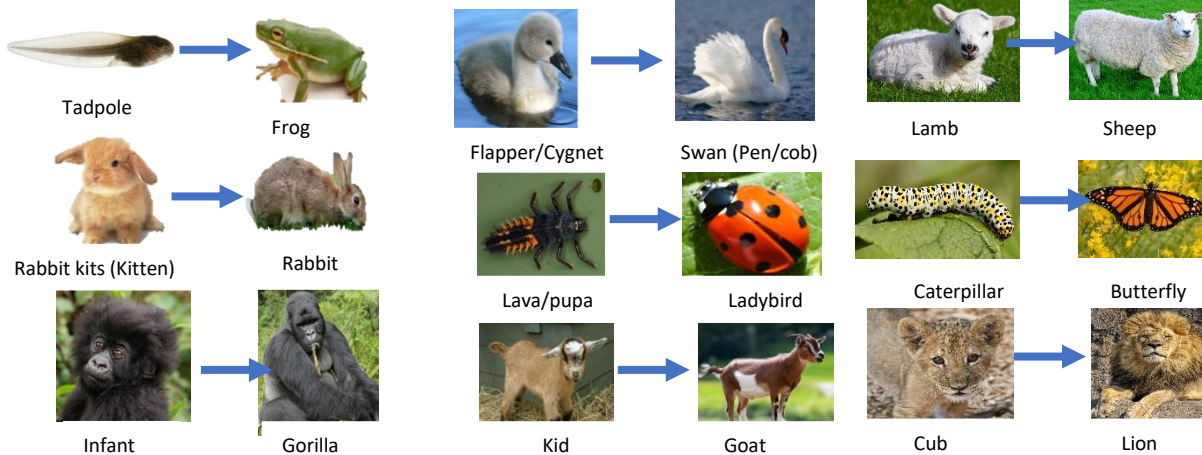 Tadpole
Frog
Flapper/Cygnet
Swan (Pen/cob)
Lamb
Sheep
Rabbit kits (Kitten)
Rabbit
Lava/pupa
Ladybird
Caterpillar
Butterfly
Infant
Gorilla
Kid
Goat
Cub
Lion